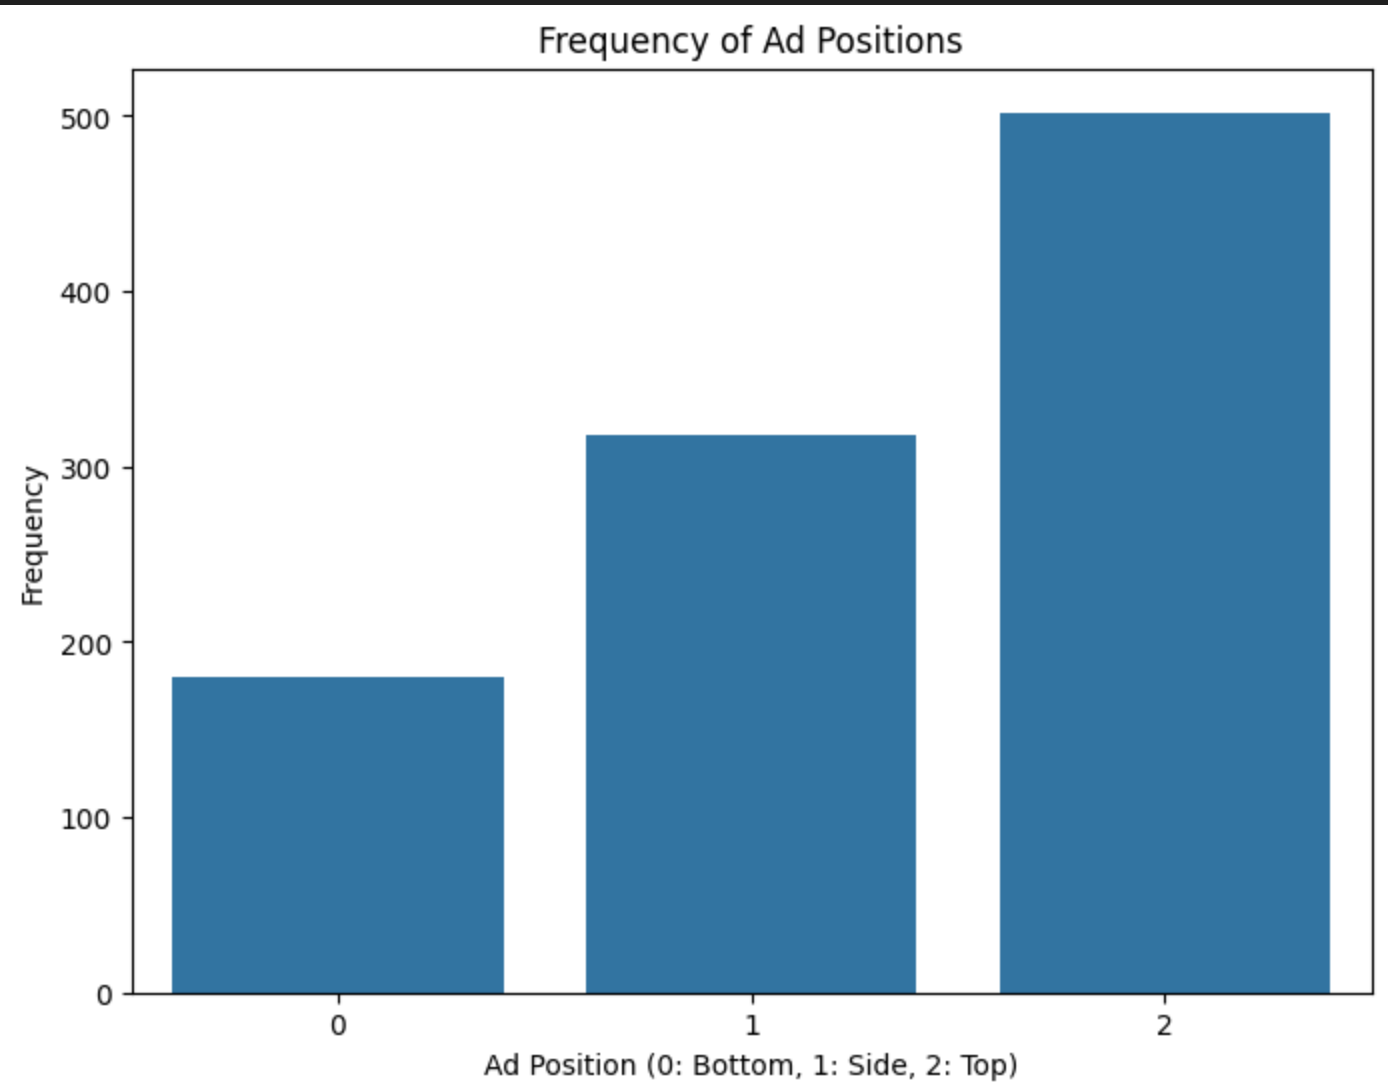 Frequency of Ad Positions
500
400
300
200
100
0
Frequency
0 1 2
Ad Position (0: Bottom, 1: Side, 2: Top)